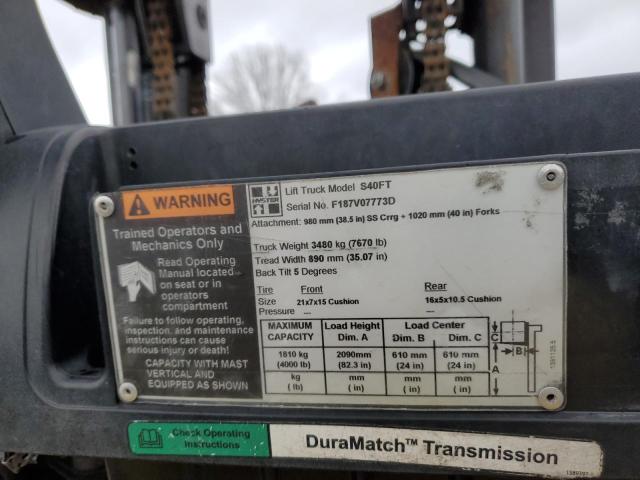 WARNING
Trained Operators and
Mechanics Only
Read Operating
Manual located
on seat or in
operators
compartment
Failure to follow operating,
inspection, and maintenance
instructions can cause
serious injury or death!
CAPACITY WITH MAST
VERTICAL AND
EQUIPPED AS SHOWN
HYSTER
Lift Truck Model S40FT
Serial No. F187V07773D
Attachment: 980 mm (38.5 in) SS Crrg + 1020 mm (40 in) Forks
Truck Weight 3480 kg (7670 lb)
Tread Width 890 mm (35.07 in)
Back Tilt 5 Degrees
Tire Front Rear
Size 21x7x15 Cushion 16x5x10.5 Cushion
Pressure --- ---
MAXIMUM CAPACITY Load Height Dim. A Load Center Dim. B Dim. C
1810 kg (4000 lb) 2090mm (82.3 in) 610 mm (24 in) 610 mm (24 in)
kg (lb) mm (in) mm (in) mm (in)
C
B
A
Check Operating
Instructions
DuraMatch™ Transmission